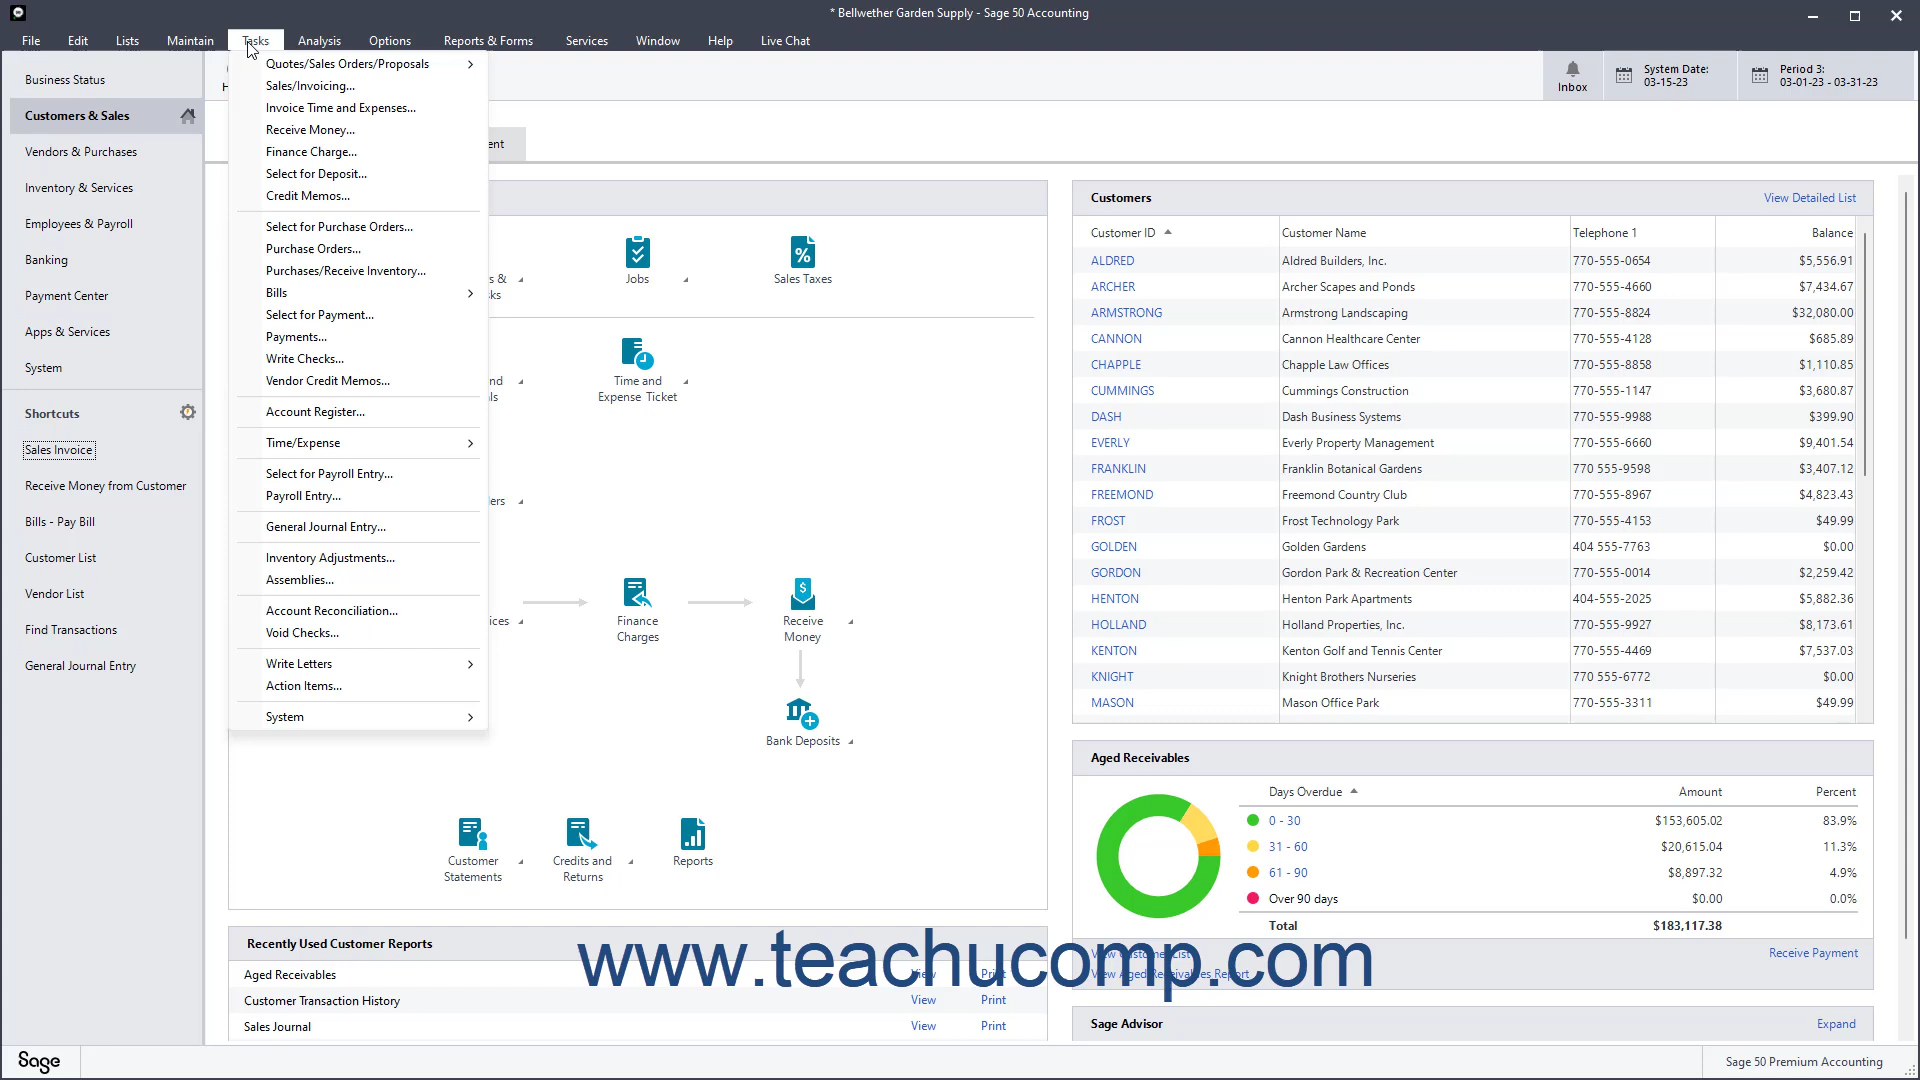 * Bellwether Garden Supply - Sage 50 Accounting
File Edit Lists Maintain Tasks Analysis Options Reports & Forms Services Window Help Live Chat
Business Status
Customers & Sales
Vendors & Purchases
Inventory & Services
Employees & Payroll
Banking
Payment Center
Apps & Services
System
Shortcuts
Sales Invoice
Receive Money from Customer
Bills - Pay Bill
Customer List
Vendor List
Find Transactions
General Journal Entry
Quotes/Sales Orders/Proposals
Sales/Invoicing...
Invoice Time and Expenses...
Receive Money...
Finance Charge...
Select for Deposit...
Credit Memos...
Select for Purchase Orders...
Purchase Orders...
Purchases/Receive Inventory...
Bills
Select for Payment...
Payments...
Write Checks...
Vendor Credit Memos...
Account Register...
Time/Expense
Select for Payroll Entry...
Payroll Entry...
General Journal Entry...
Inventory Adjustments...
Assemblies...
Account Reconciliation...
Void Checks...
Write Letters
Action Items...
System
Inbox
System Date:
03-15-23
Period 3:
03-01-23 - 03-31-23
Jobs
Sales Taxes
Time and
Expense Ticket
Finance
Charges
Receive
Money
Bank Deposits
Customer
Statements
Credits and
Returns
Reports
Recently Used Customer Reports
Aged Receivables View Print
Customer Transaction History View Print
Sales Journal View Print
Customers View Detailed List
Customer ID Customer Name Telephone 1 Balance
ALDRED Aldred Builders, Inc. 770-555-0654 $5,556.91
ARCHER Archer Scapes and Ponds 770-555-4660 $7,434.67
ARMSTRONG Armstrong Landscaping 770-555-8824 $32,080.00
CANNON Cannon Healthcare Center 770-555-4128 $685.89
CHAPPLE Chapple Law Offices 770-555-8858 $1,110.85
CUMMINGS Cummings Construction 770-555-1147 $3,680.87
DASH Dash Business Systems 770-555-9988 $399.90
EVERLY Everly Property Management 770-555-6660 $9,401.54
FRANKLIN Franklin Botanical Gardens 770 555-9598 $3,407.12
FREEMOND Freemond Country Club 770-555-8967 $4,823.43
FROST Frost Technology Park 770-555-4153 $49.99
GOLDEN Golden Gardens 404 555-7763 $0.00
GORDON Gordon Park & Recreation Center 770-555-0014 $2,259.42
HENTON Henton Park Apartments 404-555-2025 $5,882.36
HOLLAND Holland Properties, Inc. 770-555-9927 $8,173.61
KENTON Kenton Golf and Tennis Center 770-555-4469 $7,537.03
KNIGHT Knight Brothers Nurseries 770 555-6772 $0.00
MASON Mason Office Park 770-555-3311 $49.99
Aged Receivables
Days Overdue Amount Percent
0 - 30 $153,605.02 83.9%
31 - 60 $20,615.04 11.3%
61 - 90 $8,897.32 4.9%
Over 90 days $0.00 0.0%
Total $183,117.38
View Customer List Receive Payment
View Aged Receivables Report
www.teachucomp.com
Sage Advisor Expand
Sage
Sage 50 Premium Accounting